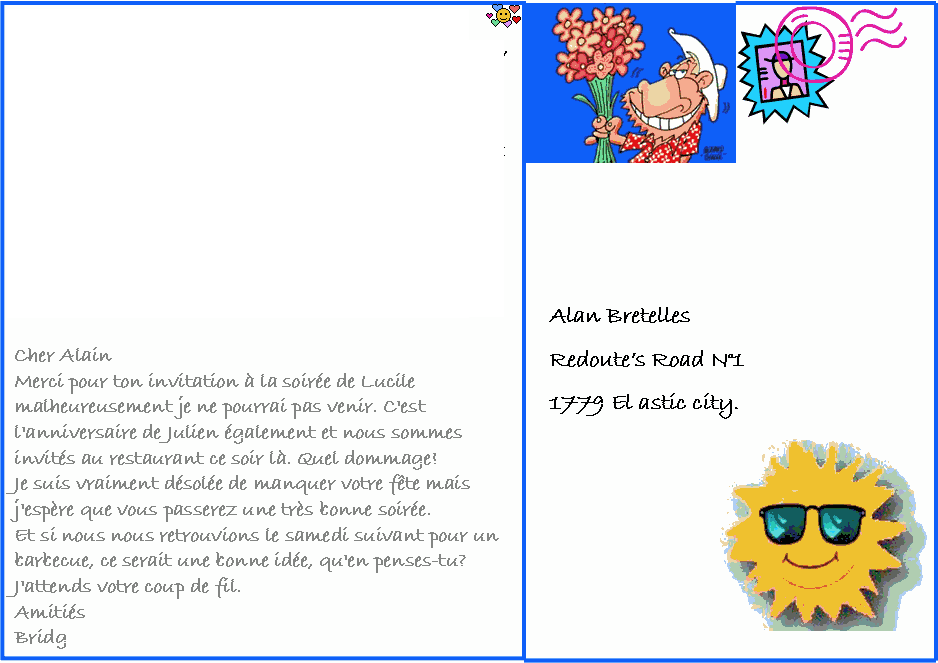 Cher Alain
Merci pour ton invitation à la soirée de Lucile
malheureusement je ne pourrai pas venir. C'est
l'anniversaire de Julien également et nous sommes
invités au restaurant ce soir là. Quel dommage!
Je suis vraiment désolée de manquer votre fête mais
j'espère que vous passerez une très bonne soirée.
Et si nous nous retrouvions le samedi suivant pour un
barbecue, ce serait une bonne idée, qu'en penses-tu?
J'attends votre coup de fil.
Amitiés
Bridg
Alan Bretelles
Redoute's Road N°1
1779 El astic city.